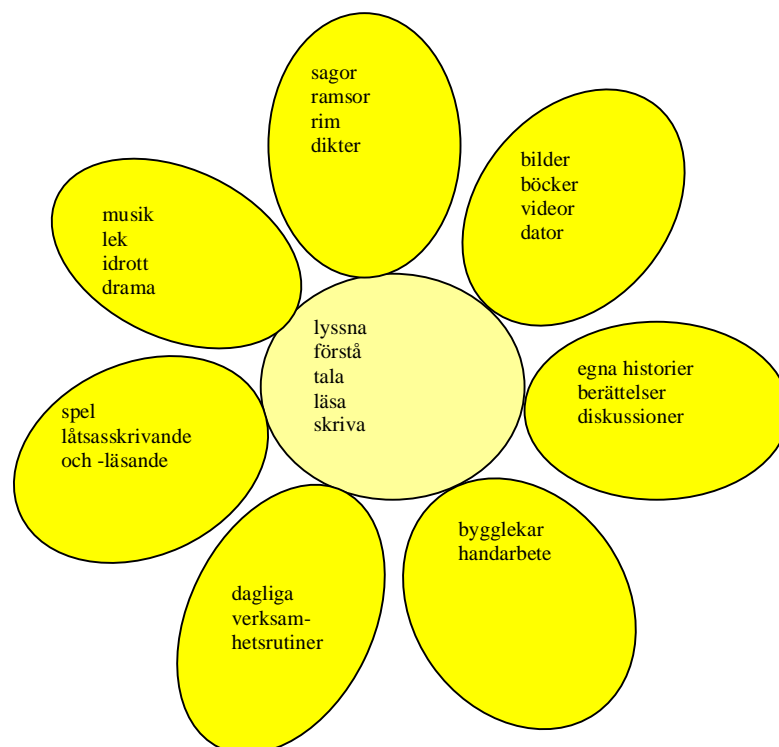 sagor
ramsor
rim
dikter
bilder
böcker
videor
dator
musik
lek
idrott
drama
lyssna
förstå
tala
läsa
skriva
egna historier
berättelser
diskussioner
spel
låtsasskrivande
och -läsande
bygglekar
handarbete
dagliga
verksam-
hetsrutiner